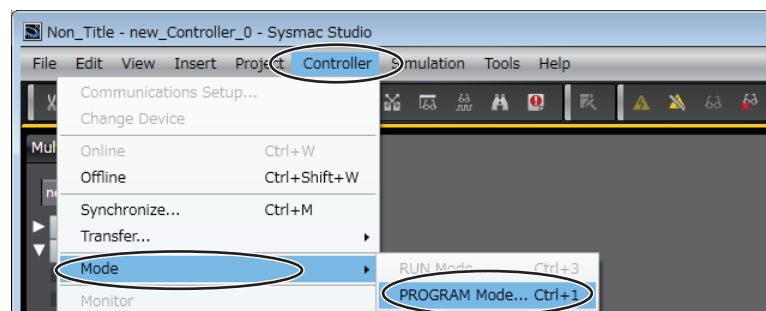 Non_Title - new_Controller_0 - Sysmac Studio
File Edit View Insert Project Controller Simulation Tools Help
Communications Setup...
Change Device
Mul
Online Ctrl+W
Offline Ctrl+Shift+W
Synchronize... Ctrl+M
Transfer...
Mode RUN Mode Ctrl+3
PROGRAM Mode... Ctrl+1
Monitor